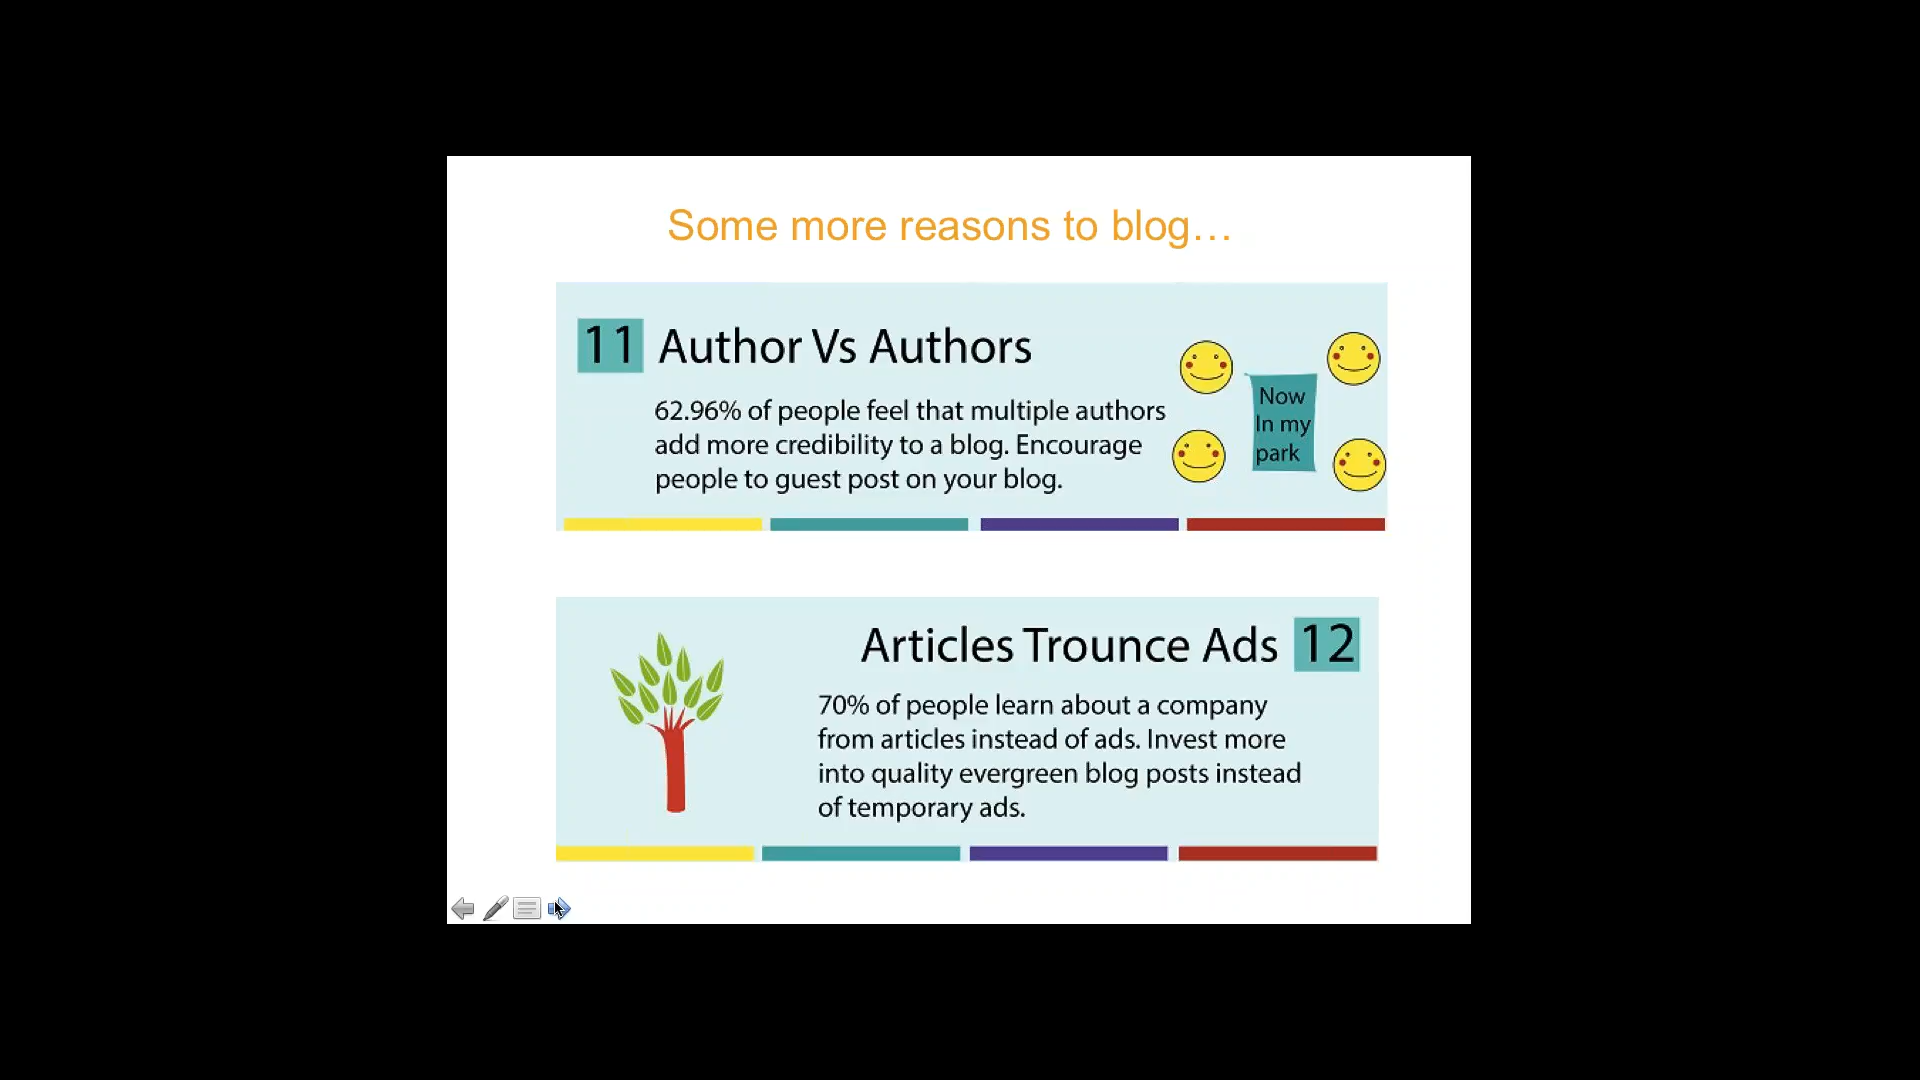 Some more reasons to blog…
11 Author Vs Authors
62.96% of people feel that multiple authors
add more credibility to a blog. Encourage
people to guest post on your blog.
Now
In my
park
Articles Trounce Ads 12
70% of people learn about a company
from articles instead of ads. Invest more
into quality evergreen blog posts instead
of temporary ads.